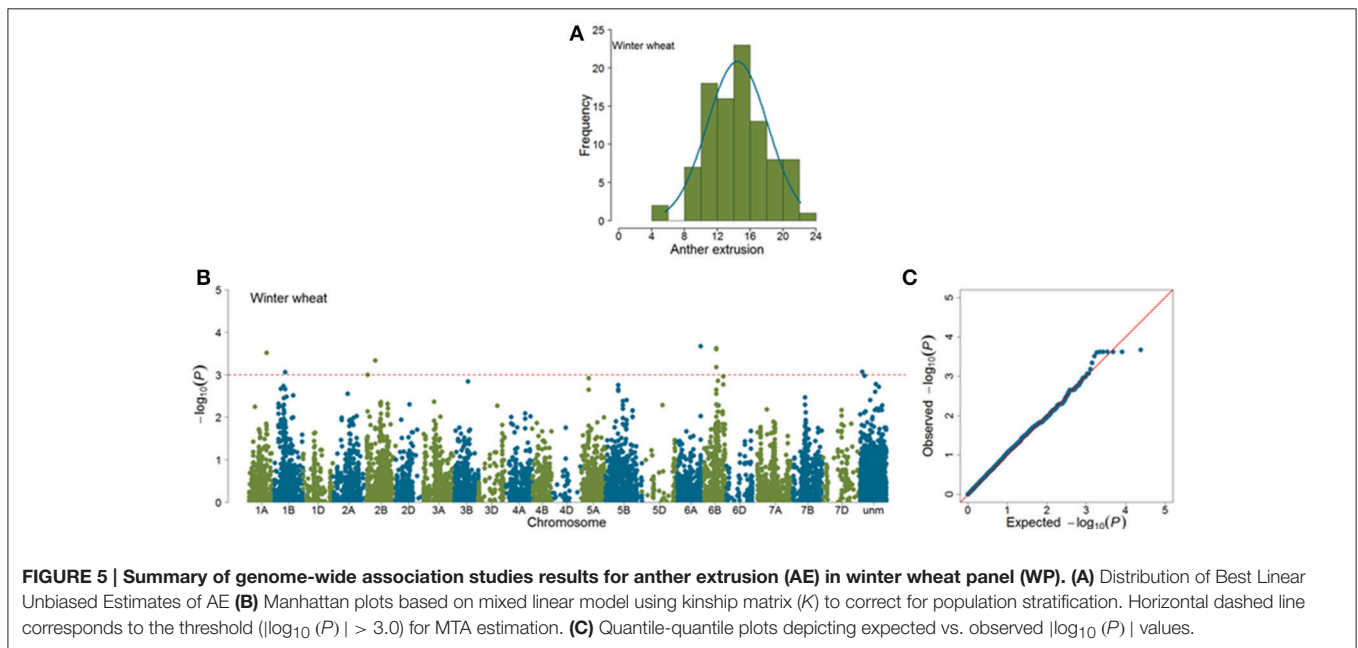 A
Winter wheat
25
20
15
10
5
0
Frequency
0 4 8 12 16 20 24
Anther extrusion
B
Winter wheat
5
4
3
2
1
0
−log10(P)
1A 1B 1D 2A 2B 2D 3A 3B 3D 4A 4B 4D 5A 5B 5D 6A 6B 6D 7A 7B 7D unm
Chromosome
C
5
4
3
2
1
0
Observed −log10(P)
0 1 2 3 4 5
Expected −log10(P)
FIGURE 5 | Summary of genome-wide association studies results for anther extrusion (AE) in winter wheat panel (WP). (A) Distribution of Best Linear
Unbiased Estimates of AE (B) Manhattan plots based on mixed linear model using kinship matrix (K) to correct for population stratification. Horizontal dashed line
corresponds to the threshold (|log10 (P) | > 3.0) for MTA estimation. (C) Quantile-quantile plots depicting expected vs. observed |log10 (P) | values.